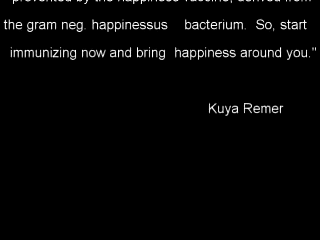 prevented by the happiness vaccine, derived from
the gram neg. happinessus bacterium. So, start
immunizing now and bring happiness around you."
Kuya Remer